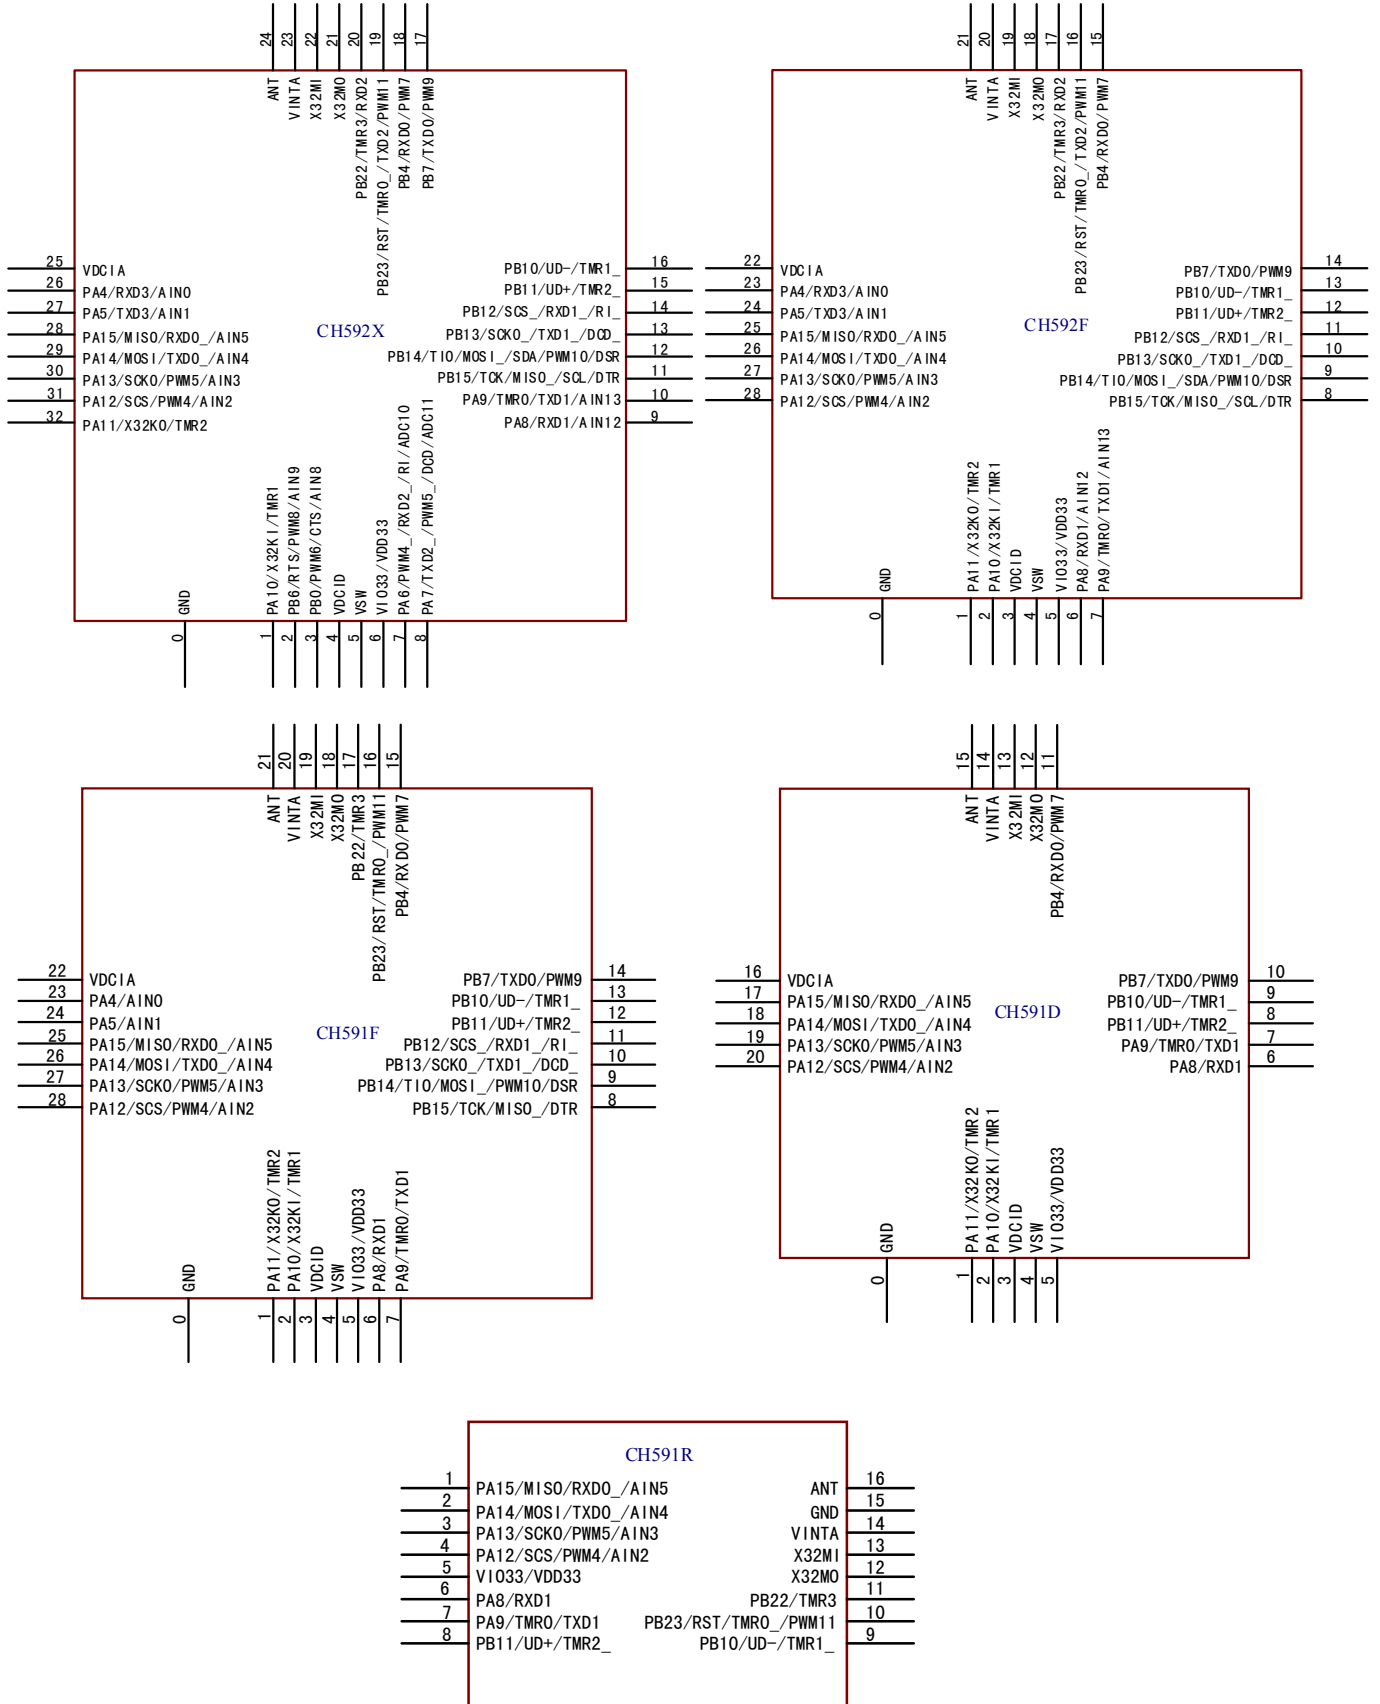 CH592X
24 ANT
23 VINTA
22 X32MI
21 X32MO
20 PB22/TMR3/RXD2
19 PB23/RST/TMR0_/TXD2/PWM11
18 PB4/RXD0/PWM7
17 PB7/TXD0/PWM9
25 VDCIA
26 PA4/RXD3/AIN0
27 PA5/TXD3/AIN1
28 PA15/MISO/RXD0_/AIN5
29 PA14/MOSI/TXD0_/AIN4
30 PA13/SCK0/PWM5/AIN3
31 PA12/SCS/PWM4/AIN2
32 PA11/X32KO/TMR2
PB10/UD-/TMR1_ 16
PB11/UD+/TMR2_ 15
PB12/SCS_/RXD1_/RI_ 14
PB13/SCK0_/TXD1_/DCD_ 13
PB14/TIO/MOSI_/SDA/PWM10/DSR 12
PB15/TCK/MISO_/SCL/DTR 11
PA9/TMR0/TXD1/AIN13 10
PA8/RXD1/AIN12 9
0 GND
1 PA10/X32KI/TMR1
2 PB6/RTS/PWM8/AIN9
3 PB0/PWM6/CTS/AIN8
4 VDCID
5 VSW
6 VIO33/VDD33
7 PA6/PWM4_/RXD2_/RI/ADC10
8 PA7/TXD2_/PWM5_/DCD/ADC11
CH592F
21 ANT
20 VINTA
19 X32MI
18 X32MO
17 PB22/TMR3/RXD2
16 PB23/RST/TMR0_/TXD2/PWM11
15 PB4/RXD0/PWM7
22 VDCIA
23 PA4/RXD3/AIN0
24 PA5/TXD3/AIN1
25 PA15/MISO/RXD0_/AIN5
26 PA14/MOSI/TXD0_/AIN4
27 PA13/SCK0/PWM5/AIN3
28 PA12/SCS/PWM4/AIN2
PB7/TXD0/PWM9 14
PB10/UD-/TMR1_ 13
PB11/UD+/TMR2_ 12
PB12/SCS_/RXD1_/RI_ 11
PB13/SCK0_/TXD1_/DCD_ 10
PB14/TIO/MOSI_/SDA/PWM10/DSR 9
PB15/TCK/MISO_/SCL/DTR 8
0 GND
1 PA11/X32KO/TMR2
2 PA10/X32KI/TMR1
3 VDCID
4 VSW
5 VIO33/VDD33
6 PA8/RXD1/AIN12
7 PA9/TMR0/TXD1/AIN13
CH591F
21 ANT
20 VINTA
19 X32MI
18 X32MO
17 PB22/TMR3
16 PB23/RST/TMR0_/PWM11
15 PB4/RXD0/PWM7
22 VDCIA
23 PA4/AIN0
24 PA5/AIN1
25 PA15/MISO/RXD0_/AIN5
26 PA14/MOSI/TXD0_/AIN4
27 PA13/SCK0/PWM5/AIN3
28 PA12/SCS/PWM4/AIN2
PB7/TXD0/PWM9 14
PB10/UD-/TMR1_ 13
PB11/UD+/TMR2_ 12
PB12/SCS_/RXD1_/RI_ 11
PB13/SCK0_/TXD1_/DCD_ 10
PB14/TIO/MOSI_/PWM10/DSR 9
PB15/TCK/MISO_/DTR 8
0 GND
1 PA11/X32KO/TMR2
2 PA10/X32KI/TMR1
3 VDCID
4 VSW
5 VIO33/VDD33
6 PA8/RXD1
7 PA9/TMR0/TXD1
CH591D
15 ANT
14 VINTA
13 X32MI
12 X32MO
11 PB4/RXD0/PWM7
16 VDCIA
17 PA15/MISO/RXD0_/AIN5
18 PA14/MOSI/TXD0_/AIN4
19 PA13/SCK0/PWM5/AIN3
20 PA12/SCS/PWM4/AIN2
PB7/TXD0/PWM9 10
PB10/UD-/TMR1_ 9
PB11/UD+/TMR2_ 8
PA9/TMR0/TXD1 7
PA8/RXD1 6
0 GND
1 PA11/X32KO/TMR2
2 PA10/X32KI/TMR1
3 VDCID
4 VSW
5 VIO33/VDD33
CH591R
1 PA15/MISO/RXD0_/AIN5
2 PA14/MOSI/TXD0_/AIN4
3 PA13/SCK0/PWM5/AIN3
4 PA12/SCS/PWM4/AIN2
5 VIO33/VDD33
6 PA8/RXD1
7 PA9/TMR0/TXD1
8 PB11/UD+/TMR2_
ANT 16
GND 15
VINTA 14
X32MI 13
X32MO 12
PB22/TMR3 11
PB23/RST/TMR0_/PWM11 10
PB10/UD-/TMR1_ 9